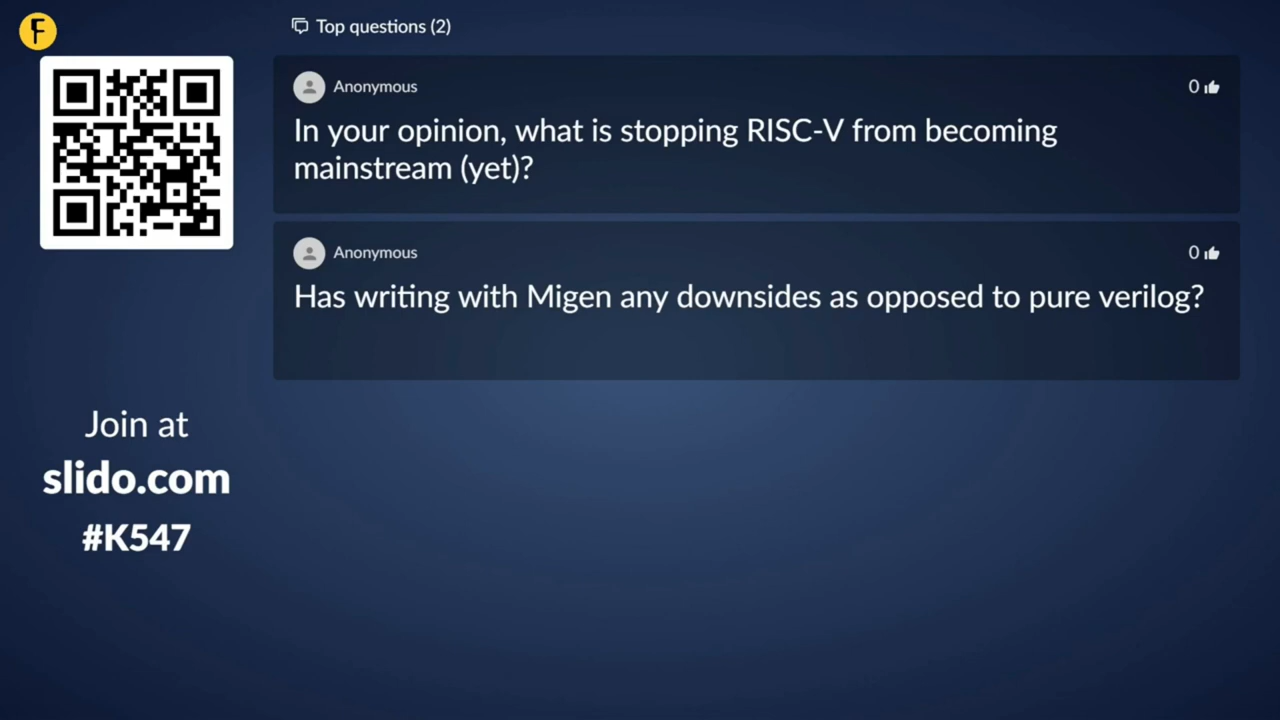 F
Top questions (2)
Anonymous
0
In your opinion, what is stopping RISC-V from becoming
mainstream (yet)?
Anonymous
0
Has writing with Migen any downsides as opposed to pure verilog?
Join at
slido.com
#K547